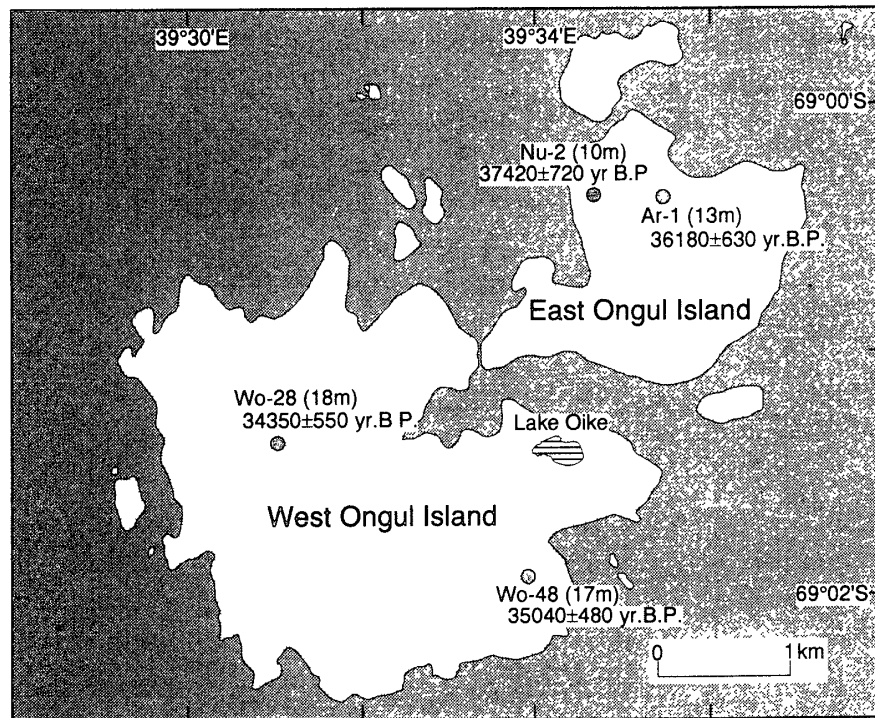 39°30'E
39°34'E
69°00'S
Nu-2 (10m)
37420±720 yr B.P
Ar-1 (13m)
36180±630 yr.B.P.
East Ongul Island
Wo-28 (18m)
34350±550 yr.B P.
Lake Oike
West Ongul Island
Wo-48 (17m)
35040±480 yr.B.P.
69°02'S
0
1 km